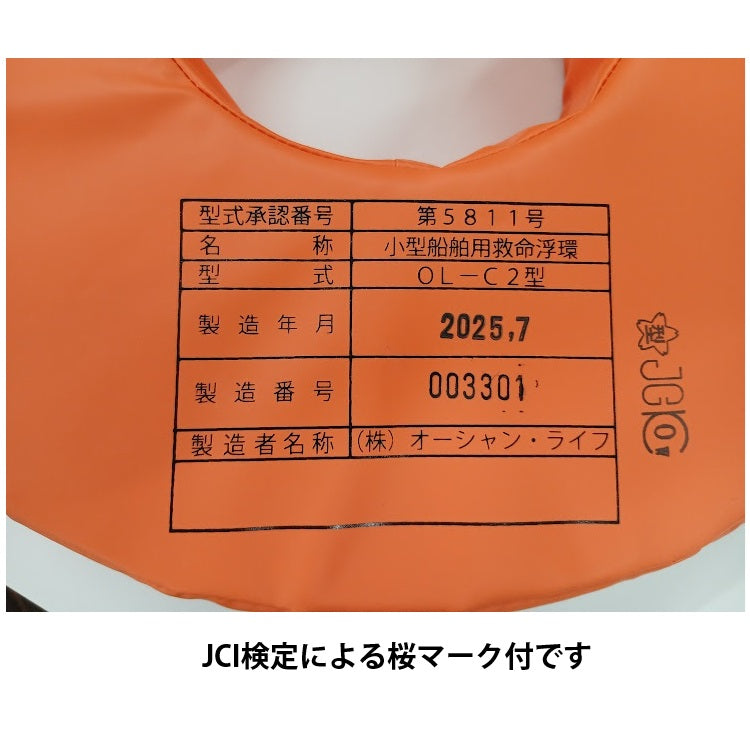 型式承認番号 第5811号
名称 小型船舶用救命浮環
型式 OL－C2型
製造年月 2025,7
製造番号 003301
製造者名称 (株) オーシャン・ライフ
型 JCI
JCI検定による桜マーク付です